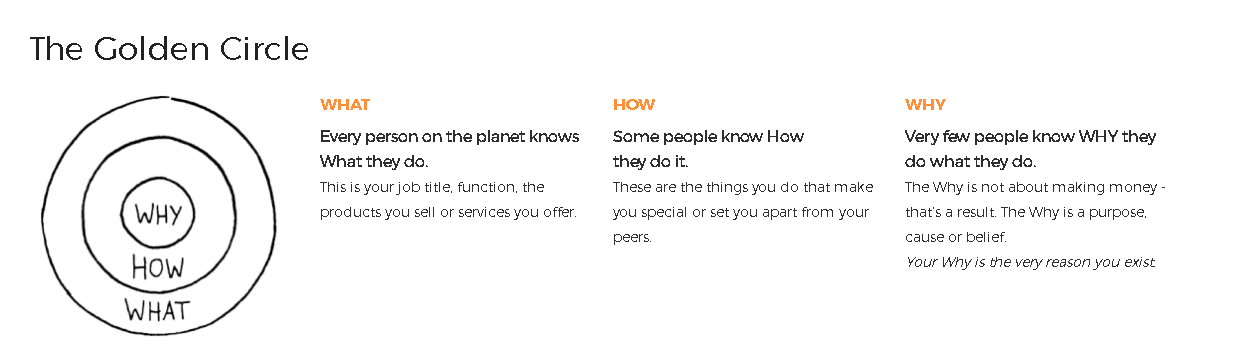 The Golden Circle
WHY
HOW
WHAT
WHAT
Every person on the planet knows
What they do.
This is your job title, function, the
products you sell or services you offer.
HOW
Some people know How
they do it.
These are the things you do that make
you special or set you apart from your
peers.
WHY
Very few people know WHY they
do what they do.
The Why is not about making money -
that's a result. The Why is a purpose,
cause or belief.
Your Why is the very reason you exist.